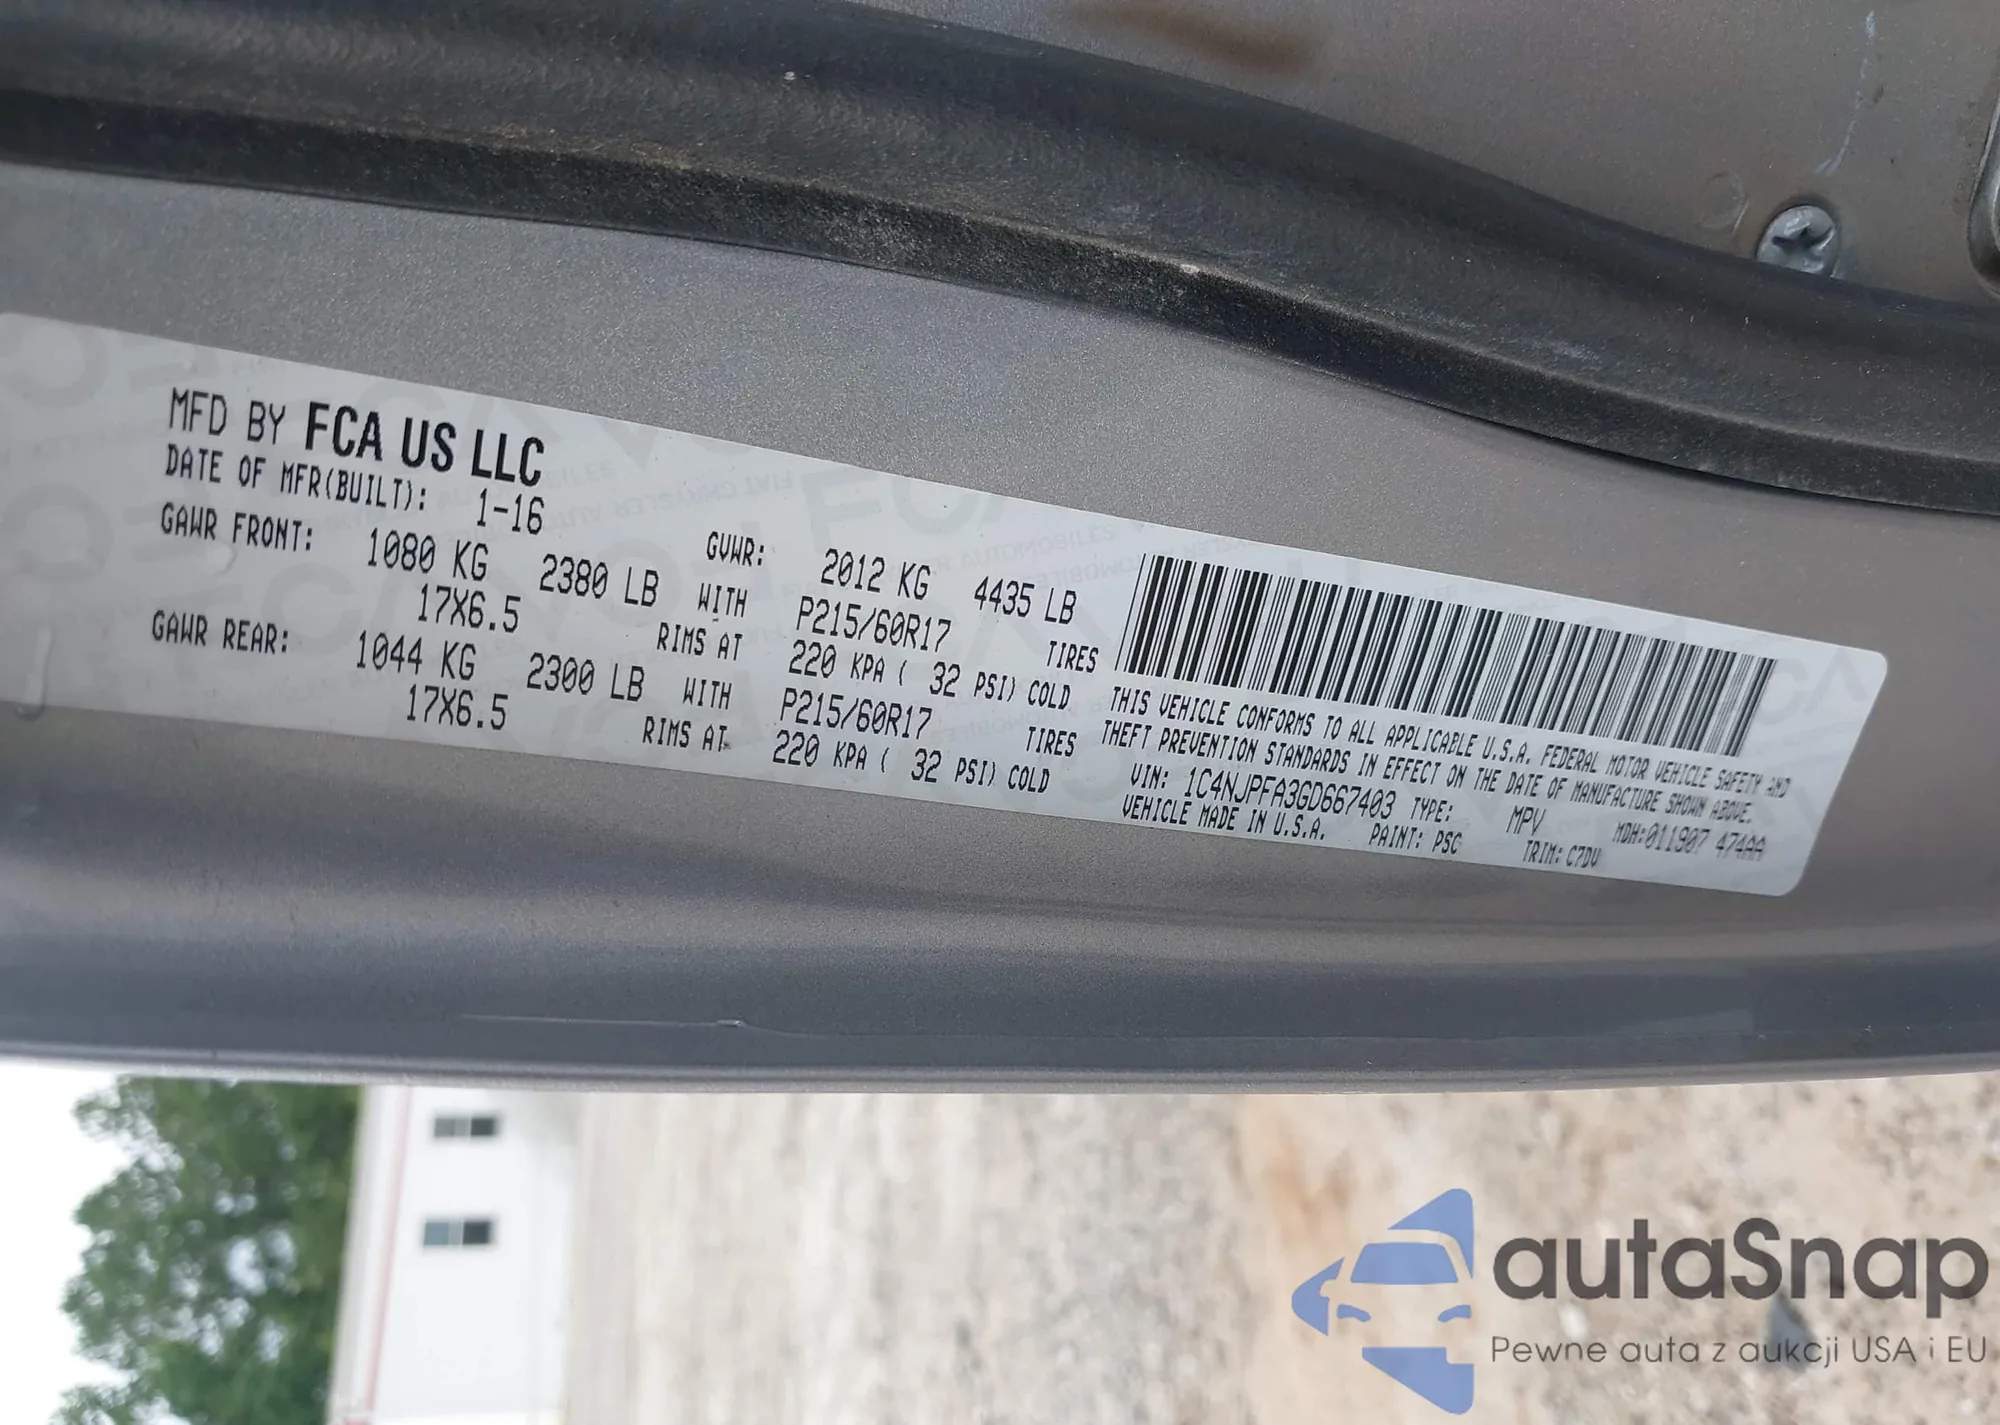 MFD BY FCA US LLC
DATE OF MFR(BUILT): 1-16 GVWR: 2012 KG 4435 LB
GAWR FRONT: 1080 KG 2380 LB WITH P215/60R17 TIRES
17X6.5 RIMS AT 220 KPA ( 32 PSI) COLD
GAWR REAR: 1044 KG 2300 LB WITH P215/60R17 TIRES
17X6.5 RIMS AT 220 KPA ( 32 PSI) COLD
THIS VEHICLE CONFORMS TO ALL APPLICABLE U.S.A. FEDERAL MOTOR VEHICLE SAFETY AND
THEFT PREVENTION STANDARDS IN EFFECT ON THE DATE OF MANUFACTURE SHOWN ABOVE.
VIN: 1C4NJPFA3GD667403 TYPE: MPV MDH:011907 474AA
VEHICLE MADE IN U.S.A. PAINT: PSC TRIM: C7DV
autaSnap
Pewne auta z aukcji USA i EU